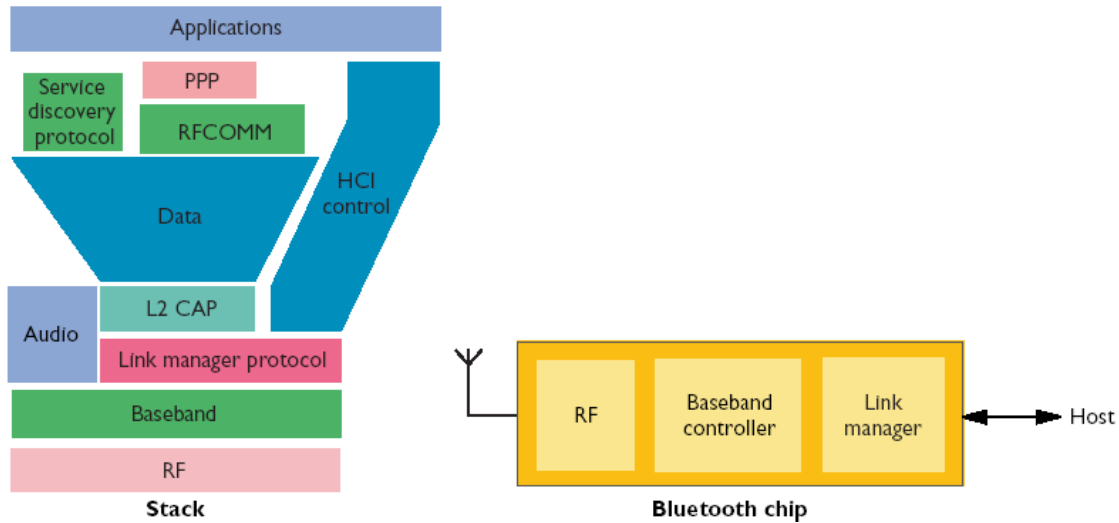 Applications
Service
discovery
protocol
PPP
RFCOMM
HCI
control
Data
L2 CAP
Audio
Link manager protocol
Baseband
RF
Stack
RF
Baseband
controller
Link
manager
Host
Bluetooth chip